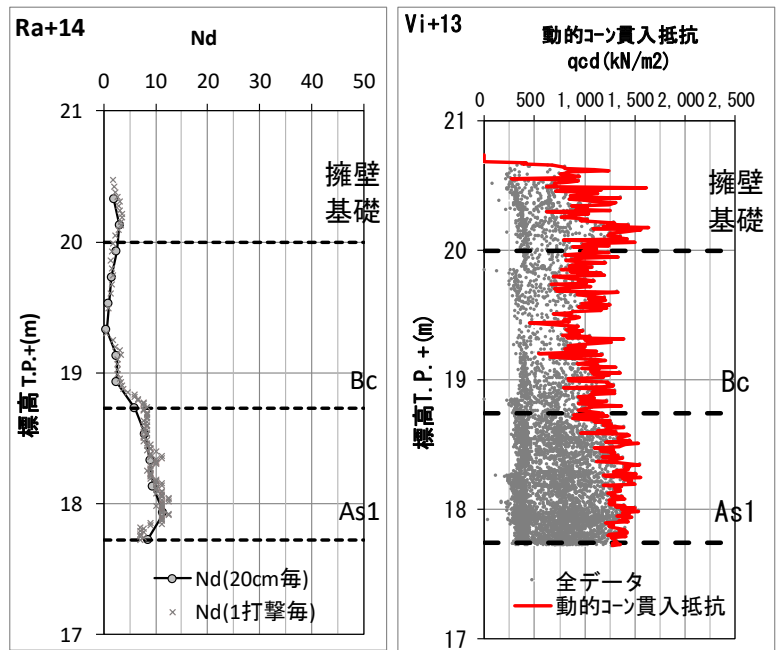 Ra+14
Nd
0 10 20 30 40 50
21
20
19
18
17
標高 T.P.+(m)
擁壁
基礎
Bc
As1
Nd(20cm毎)
Nd(1打撃毎)
Vi+13
動的コーン貫入抵抗
qcd(kN/m2)
0 500 1,000 1,500 2,000 2,500
21
20
19
18
17
標高T.P.+(m)
擁壁
基礎
Bc
As1
全データ
動的コーン貫入抵抗